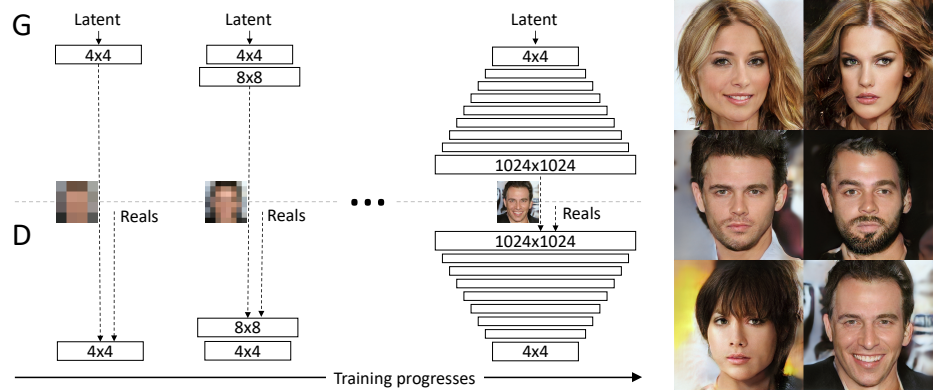 G
Latent
Latent
Latent
4x4
4x4
8x8
4x4
1024x1024
Reals
Reals
Reals
D
1024x1024
8x8
4x4
4x4
4x4
Training progresses